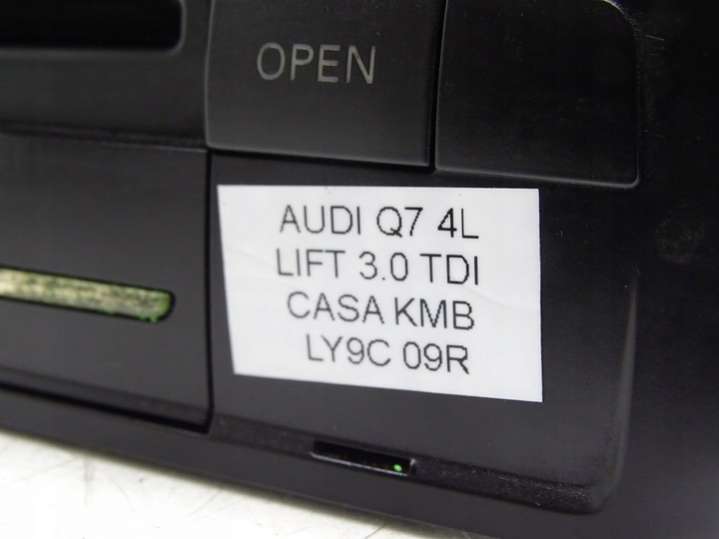 OPEN
AUDI Q7 4L
LIFT 3.0 TDI
CASA KMB
LY9C 09R